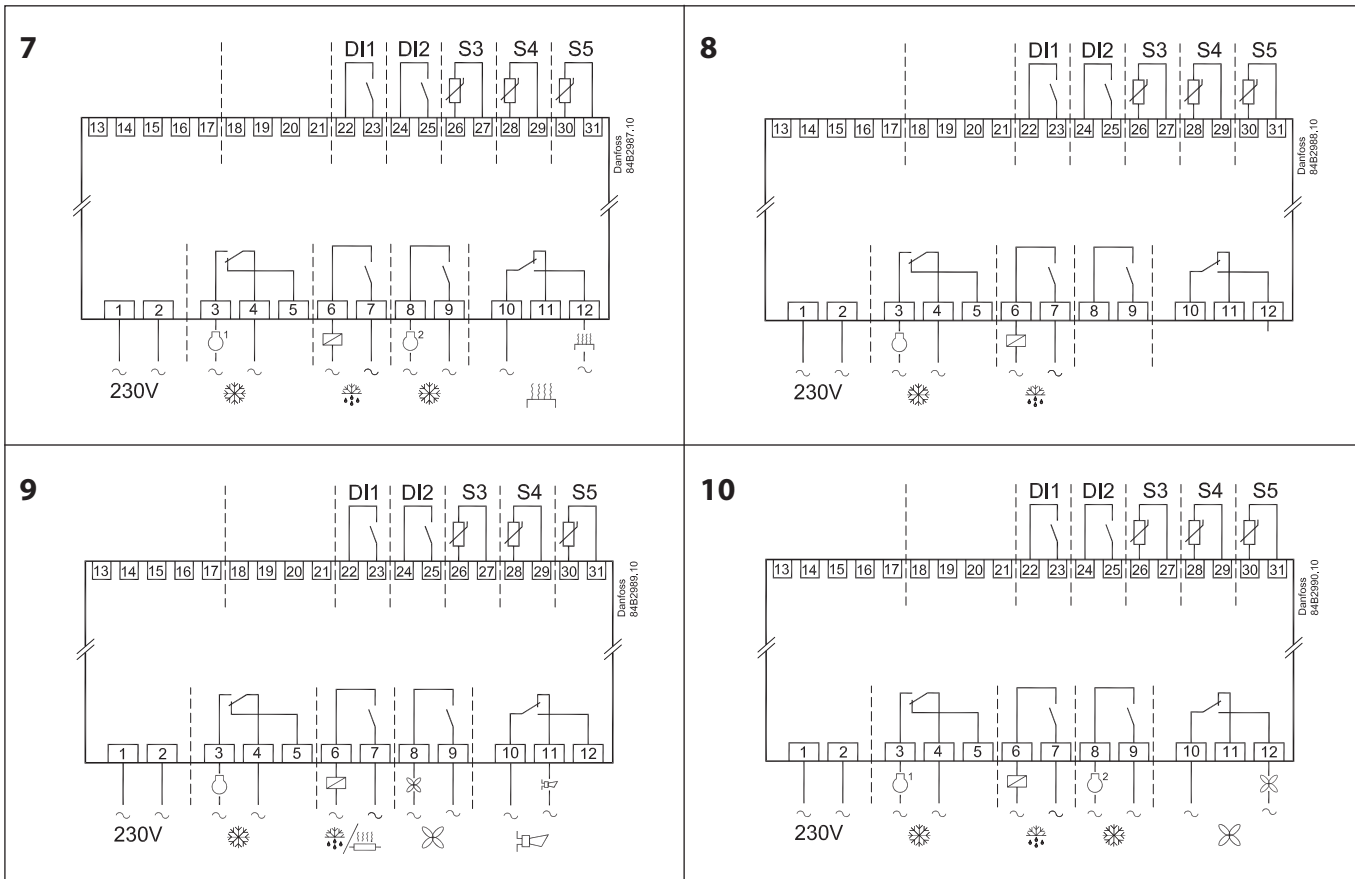 7
DI1 DI2 S3 S4 S5
13 14 15 16 17 18 19 20 21 22 23 24 25 26 27 28 29 30 31
Danfoss
84B2987.10
1 2 3 4 5 6 7 8 9 10 11 12
1 2
230V
8
DI1 DI2 S3 S4 S5
13 14 15 16 17 18 19 20 21 22 23 24 25 26 27 28 29 30 31
Danfoss
84B2988.10
1 2 3 4 5 6 7 8 9 10 11 12
230V
9
DI1 DI2 S3 S4 S5
13 14 15 16 17 18 19 20 21 22 23 24 25 26 27 28 29 30 31
Danfoss
84B2989.10
1 2 3 4 5 6 7 8 9 10 11 12
230V
10
DI1 DI2 S3 S4 S5
13 14 15 16 17 18 19 20 21 22 23 24 25 26 27 28 29 30 31
Danfoss
84B2990.10
1 2 3 4 5 6 7 8 9 10 11 12
1 2
230V